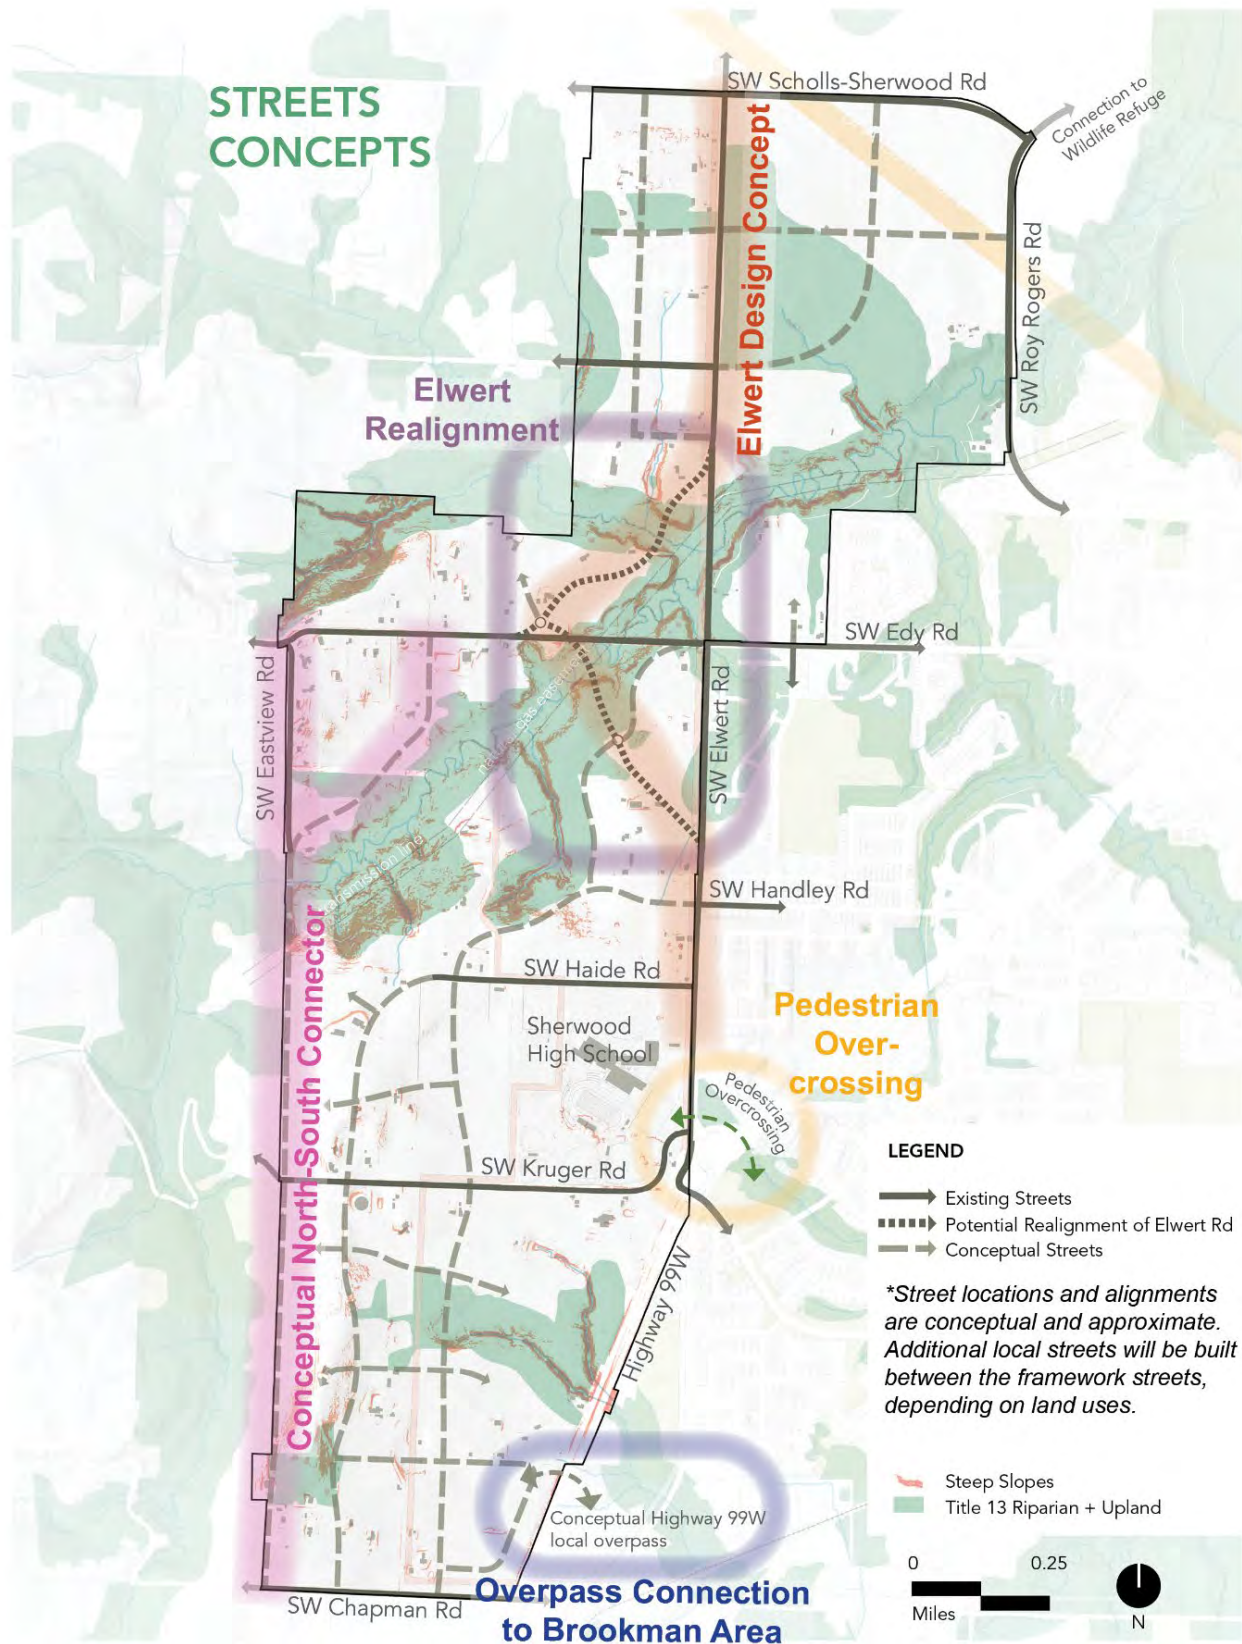 STREETS
CONCEPTS
SW Scholls-Sherwood Rd
Connection to
Wildlife Refuge
Elwert Design Concept
SW Roy Rogers Rd
Elwert
Realignment
SW Edy Rd
SW Eastview Rd
SW Elwert Rd
natural gas easement
transmission line
SW Handley Rd
SW Haide Rd
Conceptual North-South Connector
Sherwood
High School
Pedestrian
Over-
crossing
Pedestrian
Overcrossing
SW Kruger Rd
Highway 99W
LEGEND
Existing Streets
Potential Realignment of Elwert Rd
Conceptual Streets
*Street locations and alignments
are conceptual and approximate.
Additional local streets will be built
between the framework streets,
depending on land uses.
Steep Slopes
Title 13 Riparian + Upland
0 0.25
Miles
N
Conceptual Highway 99W
local overpass
Overpass Connection
to Brookman Area
SW Chapman Rd